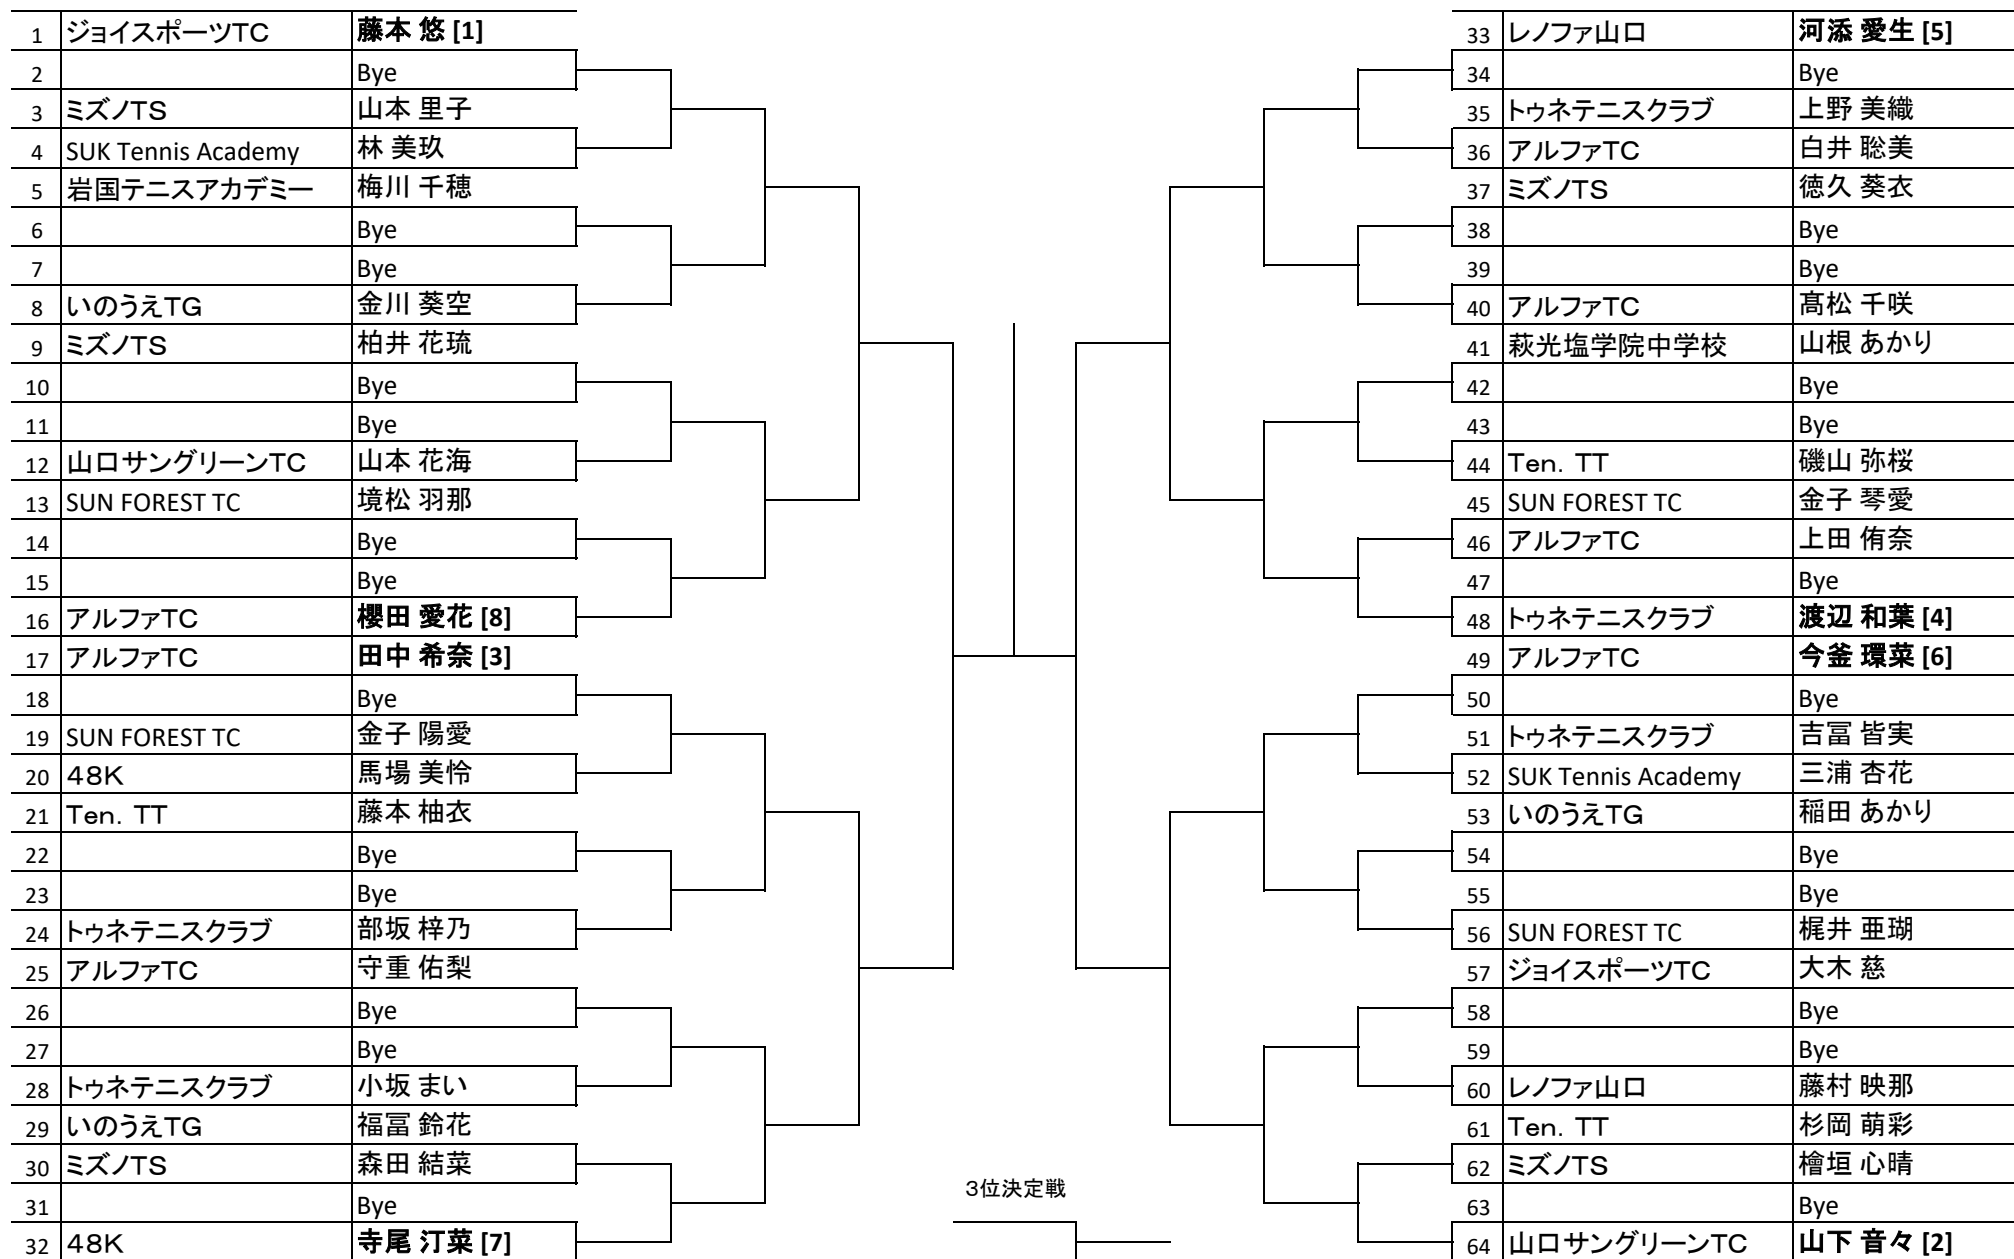 1 ジョイスポーツTC 藤本 悠 [1]
2 Bye
3 ミズノTS 山本 里子
4 SUK Tennis Academy 林 美玖
5 岩国テニスアカデミー 梅川 千穂
6 Bye
7 Bye
8 いのうえTG 金川 葵空
9 ミズノTS 柏井 花琉
10 Bye
11 Bye
12 山口サングリーンTC 山本 花海
13 SUN FOREST TC 境松 羽那
14 Bye
15 Bye
16 アルファTC 櫻田 愛花 [8]
17 アルファTC 田中 希奈 [3]
18 Bye
19 SUN FOREST TC 金子 陽愛
20 48K 馬場 美怜
21 Ten．TT 藤本 柚衣
22 Bye
23 Bye
24 トゥネテニスクラブ 部坂 梓乃
25 アルファTC 守重 佑梨
26 Bye
27 Bye
28 トゥネテニスクラブ 小坂 まい
29 いのうえTG 福冨 鈴花
30 ミズノTS 森田 結菜
31 Bye
32 48K 寺尾 汀菜 [7]
3位決定戦
33 レノファ山口 河添 愛生 [5]
34 Bye
35 トゥネテニスクラブ 上野 美織
36 アルファTC 白井 聡美
37 ミズノTS 徳久 葵衣
38 Bye
39 Bye
40 アルファTC 髙松 千咲
41 萩光塩学院中学校 山根 あかり
42 Bye
43 Bye
44 Ten．TT 磯山 弥桜
45 SUN FOREST TC 金子 琴愛
46 アルファTC 上田 侑奈
47 Bye
48 トゥネテニスクラブ 渡辺 和葉 [4]
49 アルファTC 今釜 環菜 [6]
50 Bye
51 トゥネテニスクラブ 吉冨 皆実
52 SUK Tennis Academy 三浦 杏花
53 いのうえTG 稲田 あかり
54 Bye
55 Bye
56 SUN FOREST TC 梶井 亜瑚
57 ジョイスポーツTC 大木 慈
58 Bye
59 Bye
60 レノファ山口 藤村 映那
61 Ten．TT 杉岡 萌彩
62 ミズノTS 檜垣 心晴
63 Bye
64 山口サングリーンTC 山下 音々 [2]